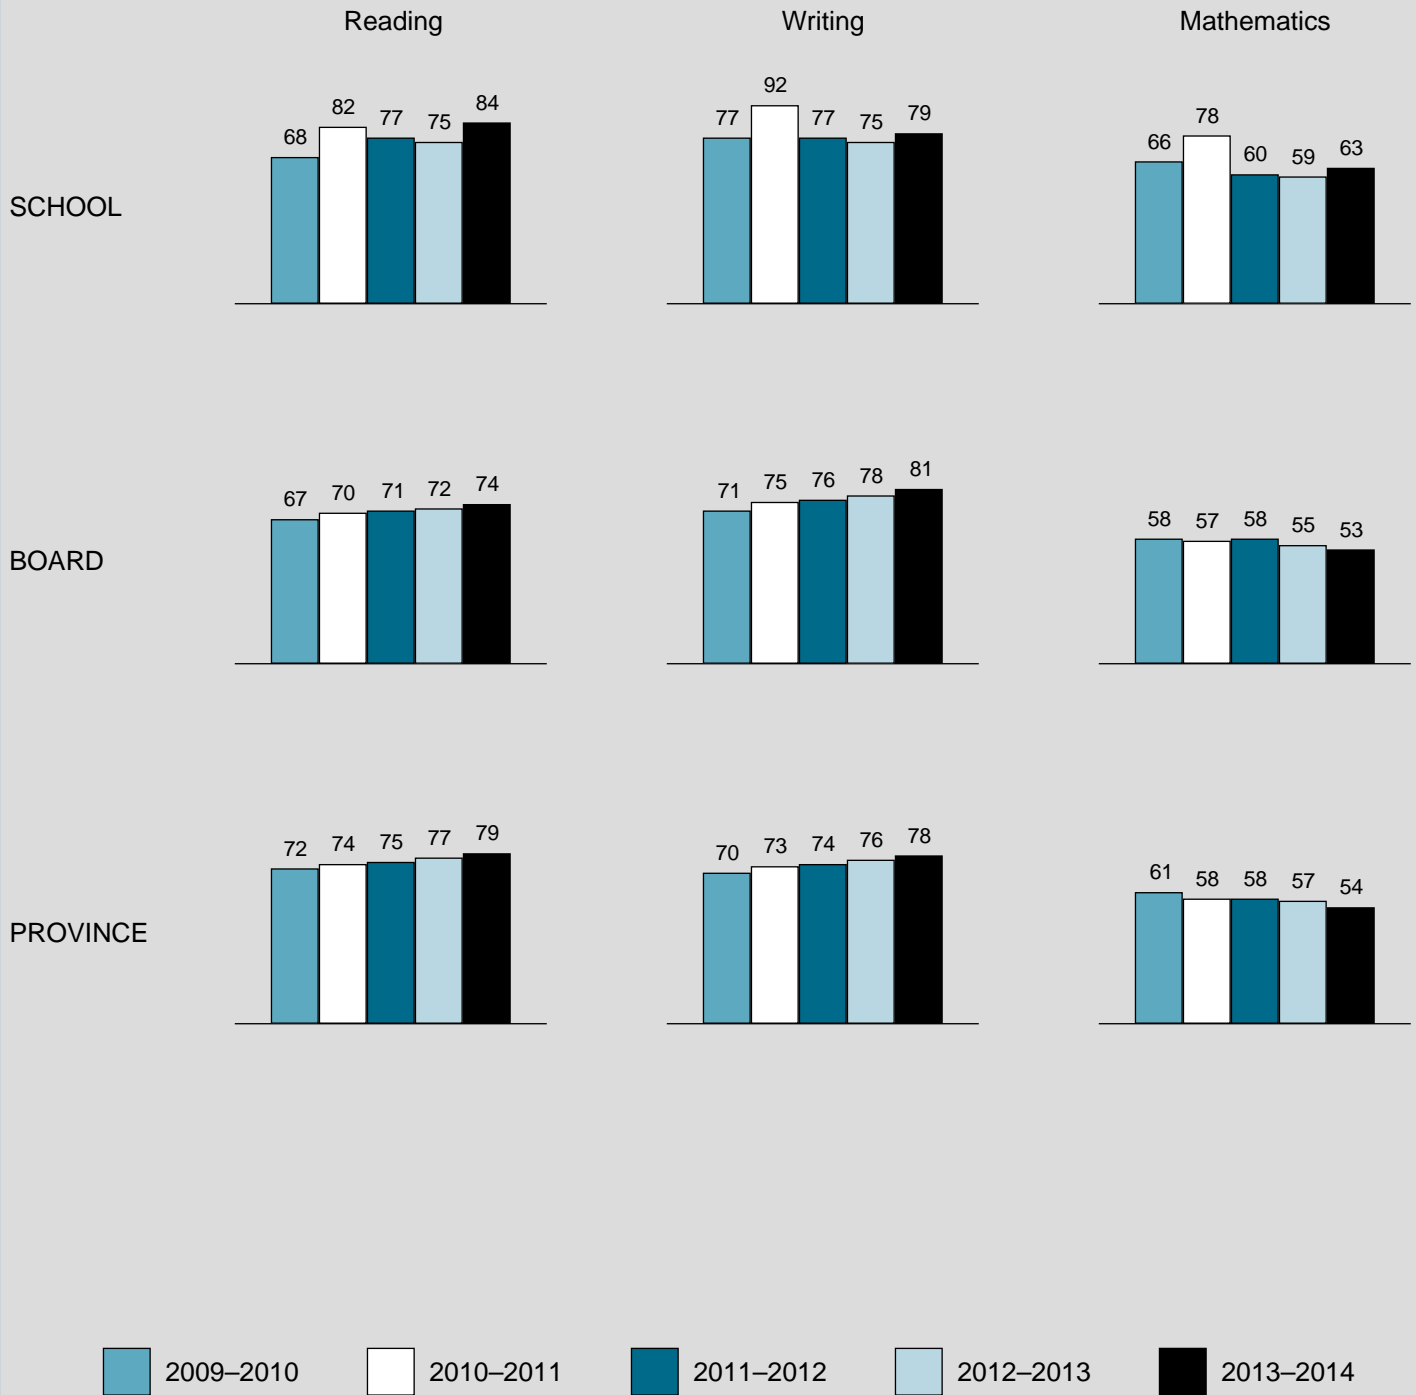 Reading Writing Mathematics
68 82 77 75 84 77 92 77 75 79 66 78 60 59 63
SCHOOL
67 70 71 72 74 71 75 76 78 81 58 57 58 55 53
BOARD
72 74 75 77 79 70 73 74 76 78 61 58 58 57 54
PROVINCE
2009–2010 2010–2011 2011–2012 2012–2013 2013–2014